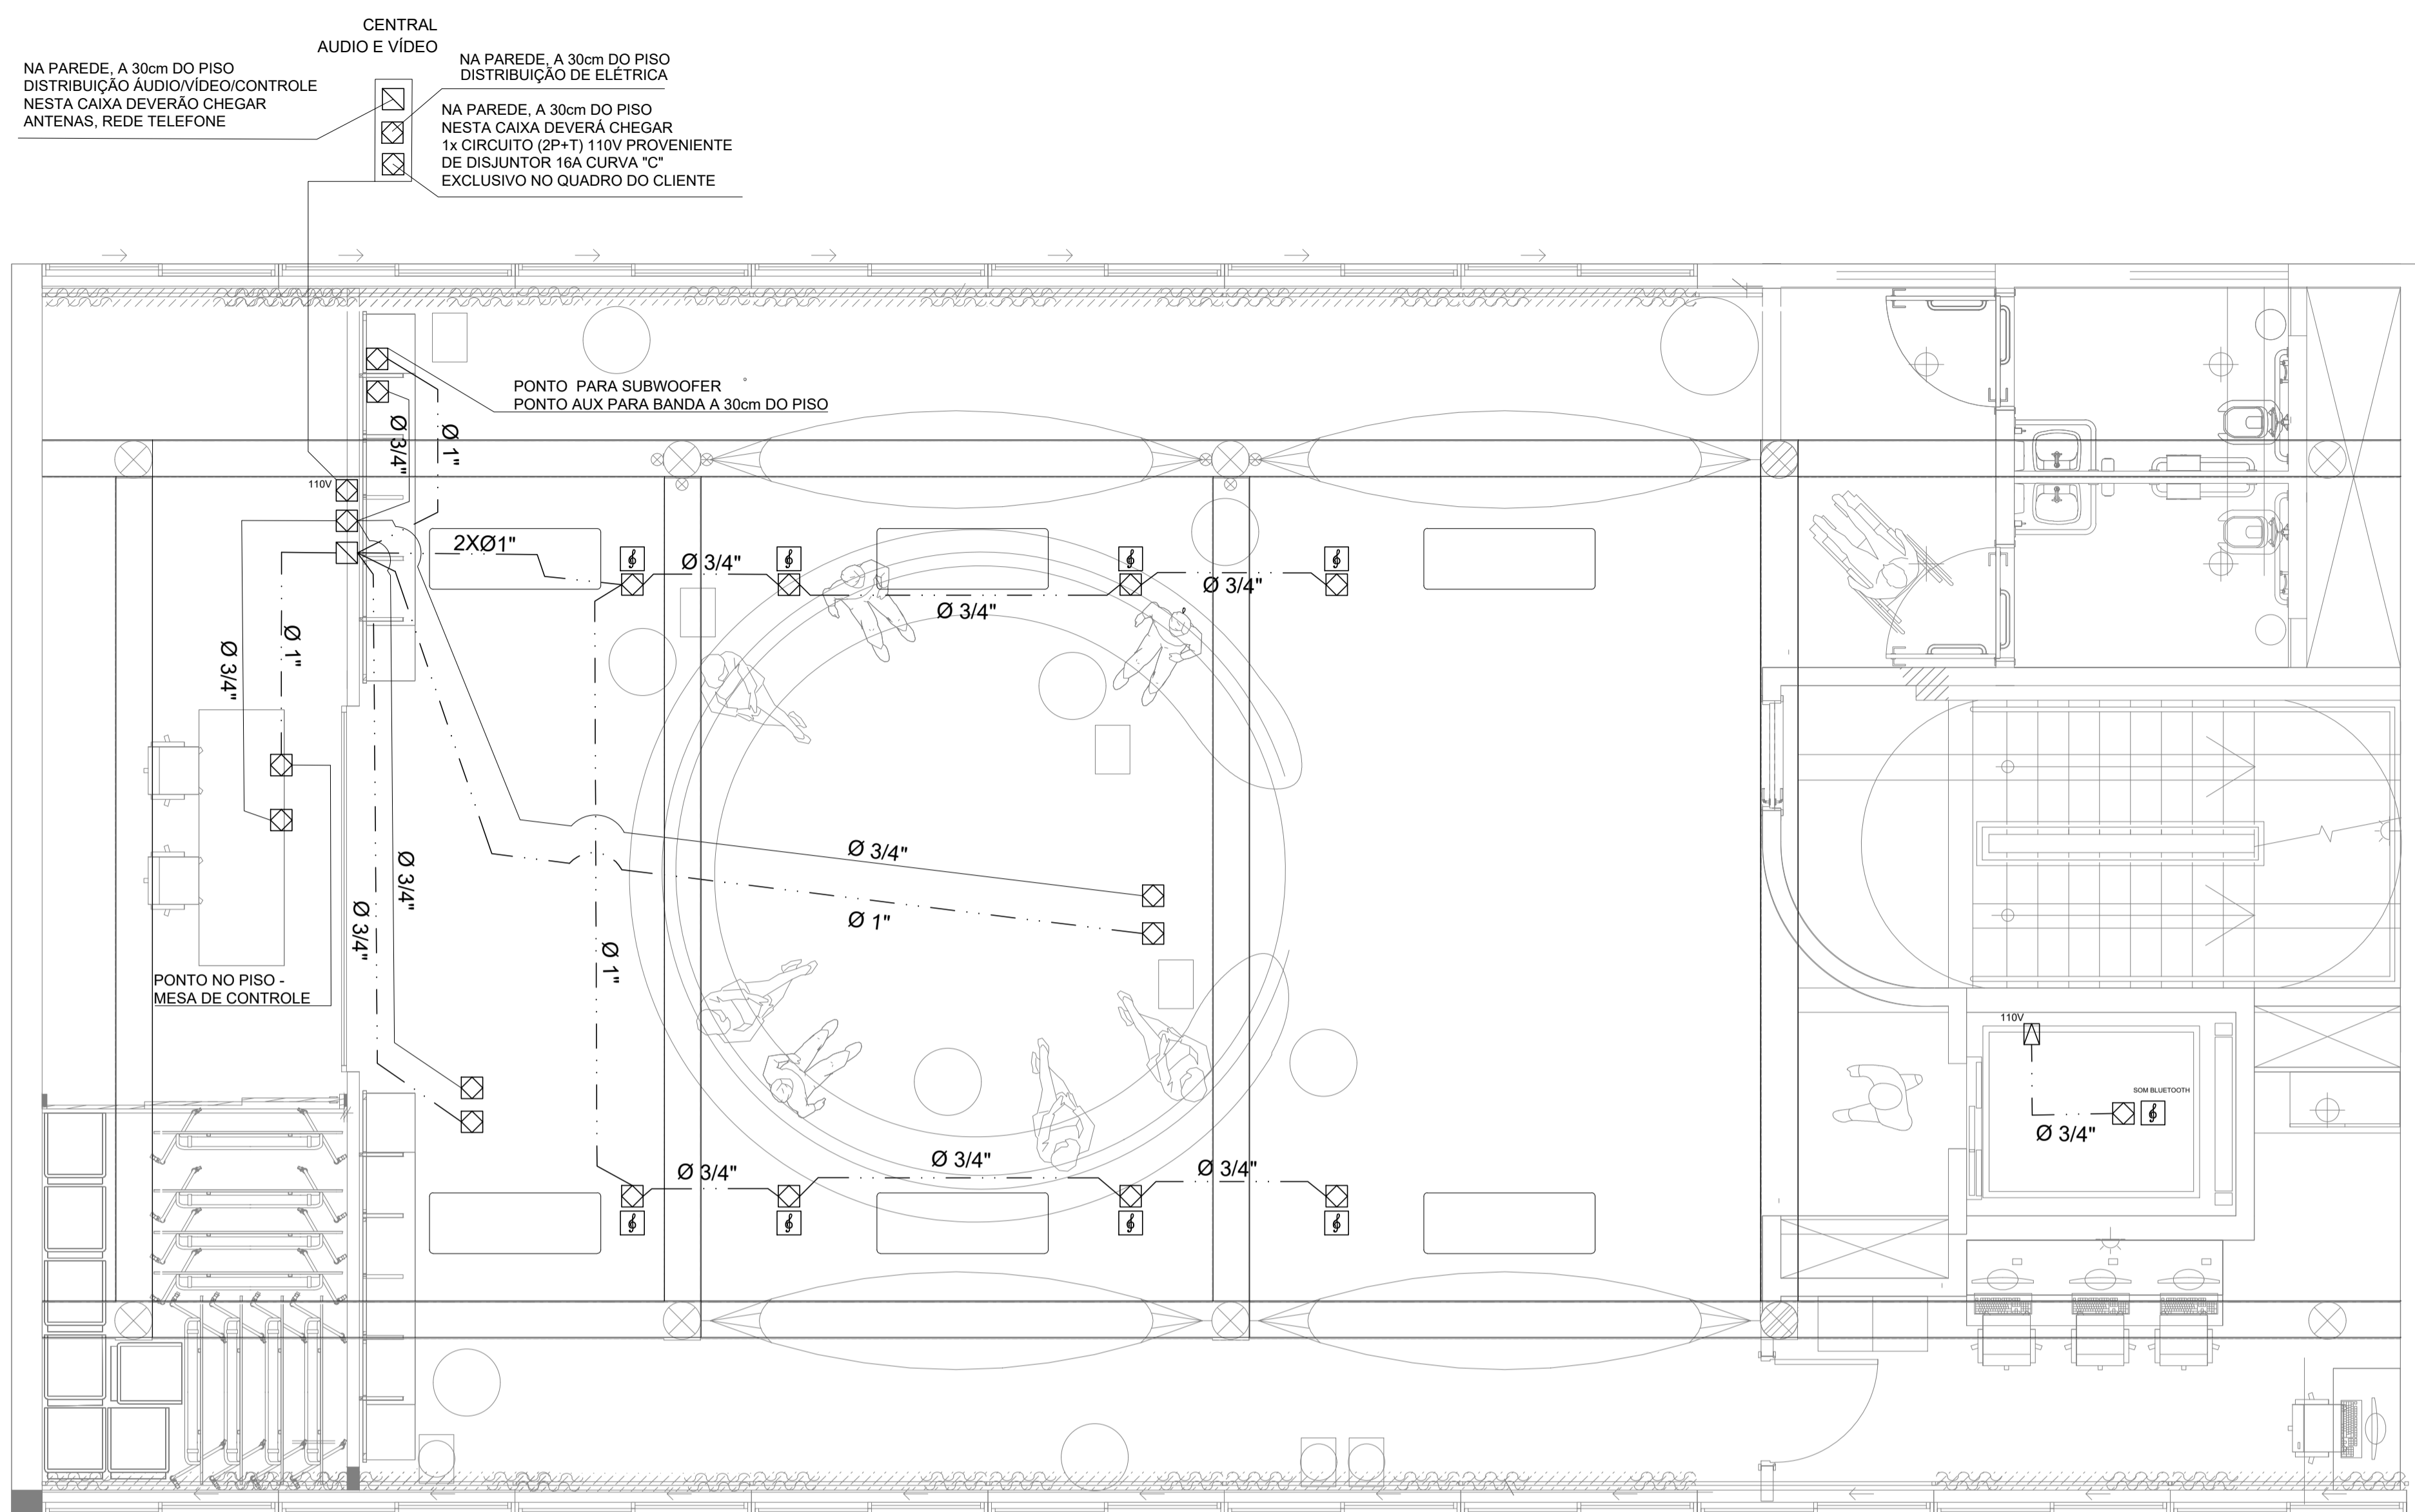 CENTRAL
AUDIO E VÍDEO
NA PAREDE, A 30cm DO PISO
DISTRIBUIÇÃO ÁUDIO/VÍDEO/CONTROLE
NESTA CAIXA DEVERÃO CHEGAR
ANTENAS, REDE TELEFONE
NA PAREDE, A 30cm DO PISO
DISTRIBUIÇÃO DE ELÉTRICA
NA PAREDE, A 30cm DO PISO
NESTA CAIXA DEVERÁ CHEGAR
1x CIRCUITO (2P+T) 110V PROVENIENTE
DE DISJUNTOR 16A CURVA "C"
EXCLUSIVO NO QUADRO DO CLIENTE
PONTO PARA SUBWOOFER
PONTO AUX PARA BANDA A 30cm DO PISO
Ø 3/4"
Ø 1"
110V
2XØ1"
Ø 3/4"
Ø 3/4"
Ø 3/4"
Ø 1"
Ø 3/4"
Ø 3/4"
Ø 1"
Ø 3/4"
Ø 3/4"
Ø 1"
PONTO NO PISO -
MESA DE CONTROLE
110V
SOM BLUETOOTH
Ø 3/4"
Ø 3/4"
Ø 3/4"
Ø 3/4"